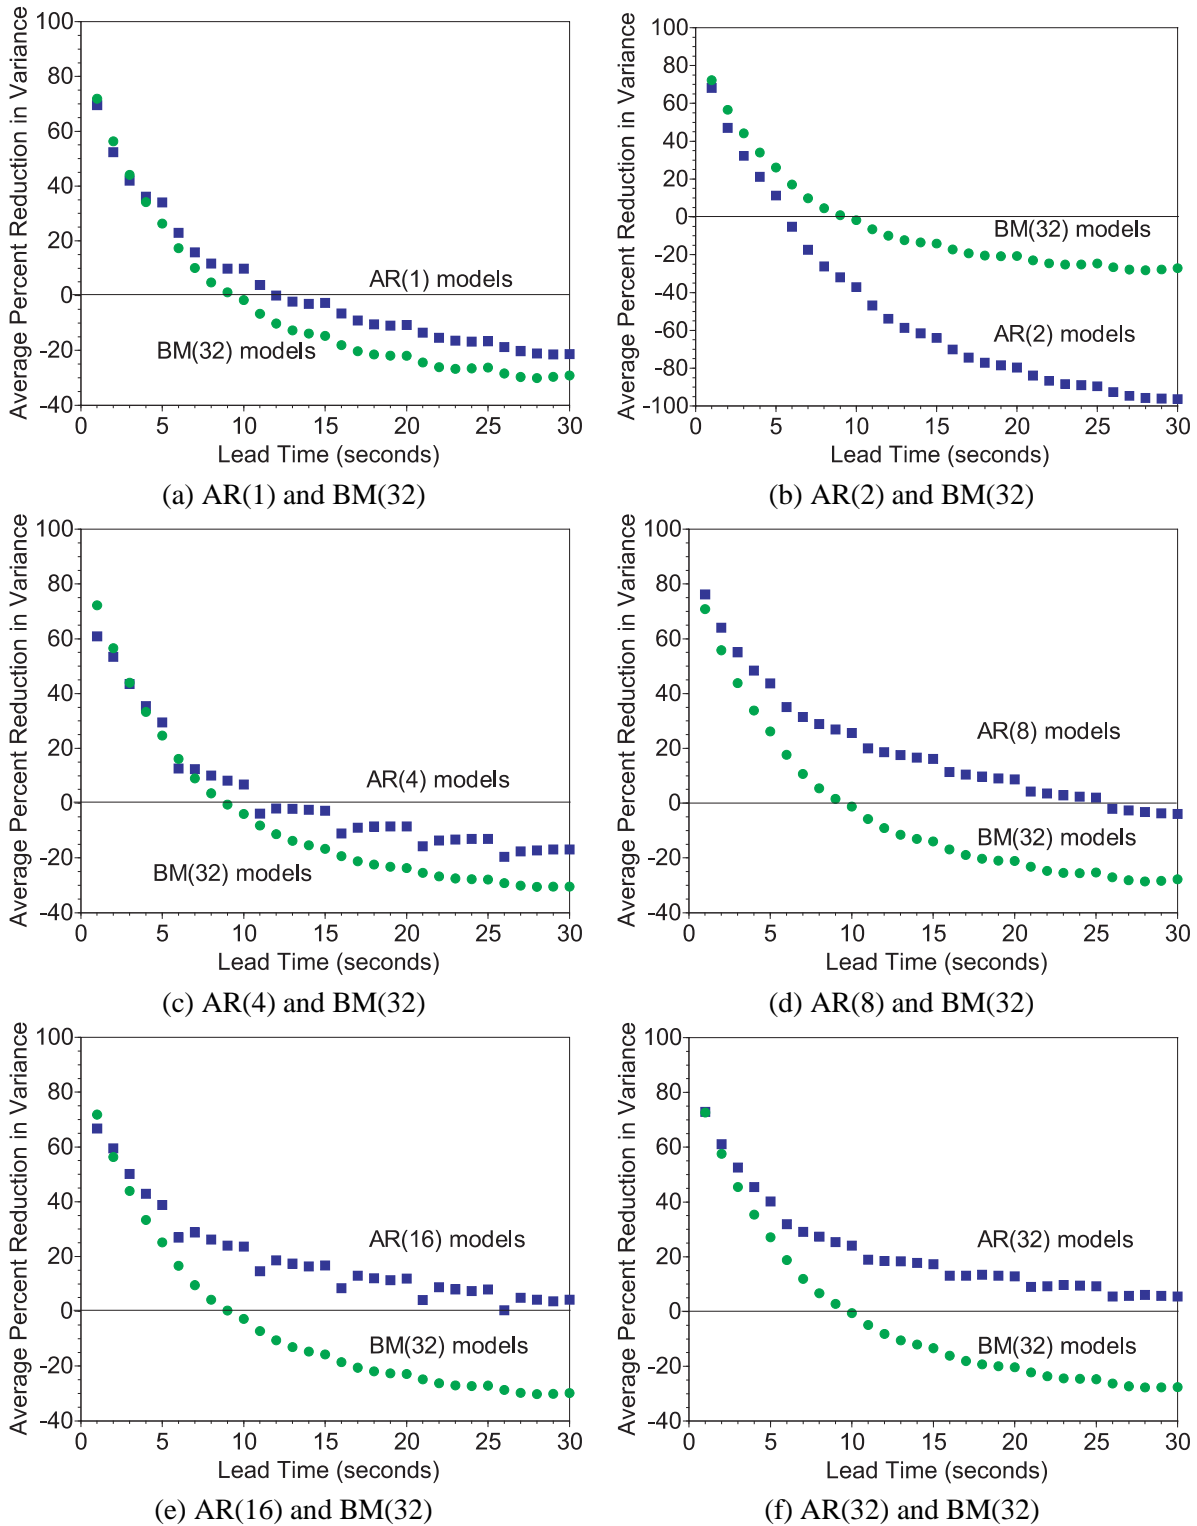 Average Percent Reduction in Variance
100
80
60
40
20
0
-20
-40
AR(1) models
BM(32) models
0 5 10 15 20 25 30
Lead Time (seconds)
(a) AR(1) and BM(32)
Average Percent Reduction in Variance
100
80
60
40
20
0
-20
-40
-60
-80
-100
BM(32) models
AR(2) models
0 5 10 15 20 25 30
Lead Time (seconds)
(b) AR(2) and BM(32)
Average Percent Reduction in Variance
100
80
60
40
20
0
-20
-40
AR(4) models
BM(32) models
0 5 10 15 20 25 30
Lead Time (seconds)
(c) AR(4) and BM(32)
Average Percent Reduction in Variance
100
80
60
40
20
0
-20
-40
AR(8) models
BM(32) models
0 5 10 15 20 25 30
Lead Time (seconds)
(d) AR(8) and BM(32)
Average Percent Reduction in Variance
100
80
60
40
20
0
-20
-40
AR(16) models
BM(32) models
0 5 10 15 20 25 30
Lead Time (seconds)
(e) AR(16) and BM(32)
Average Percent Reduction in Variance
100
80
60
40
20
0
-20
-40
AR(32) models
BM(32) models
0 5 10 15 20 25 30
Lead Time (seconds)
(f) AR(32) and BM(32)